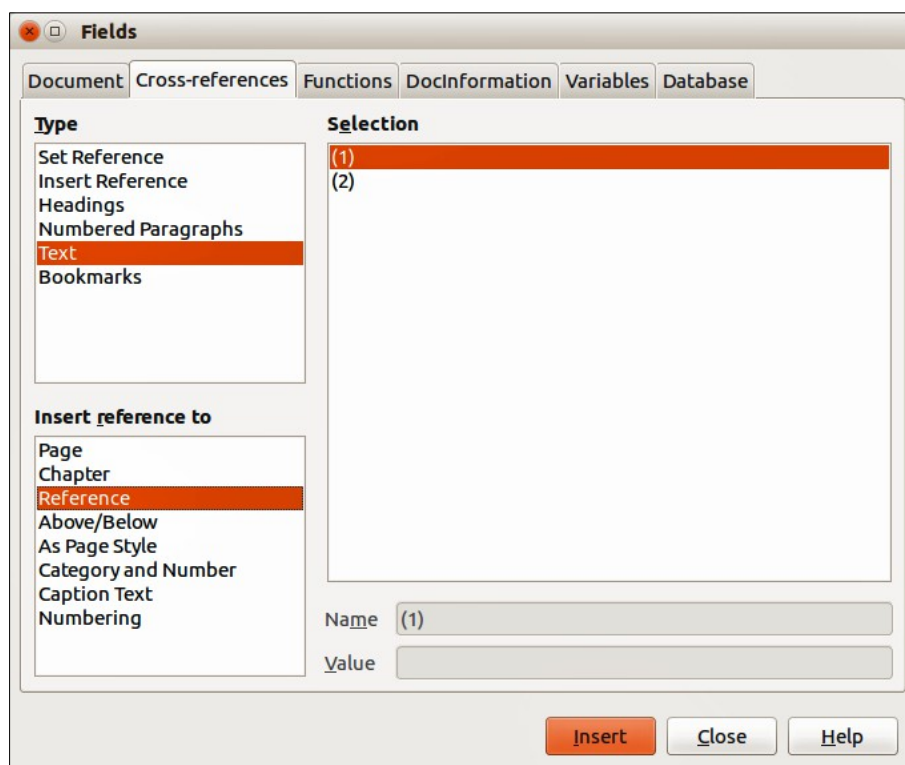 Fields
Document Cross-references Functions DocInformation Variables Database
Type
Set Reference
Insert Reference
Headings
Numbered Paragraphs
Text
Bookmarks
Selection
(1)
(2)
Insert reference to
Page
Chapter
Reference
Above/Below
As Page Style
Category and Number
Caption Text
Numbering
Name (1)
Value
Insert Close Help